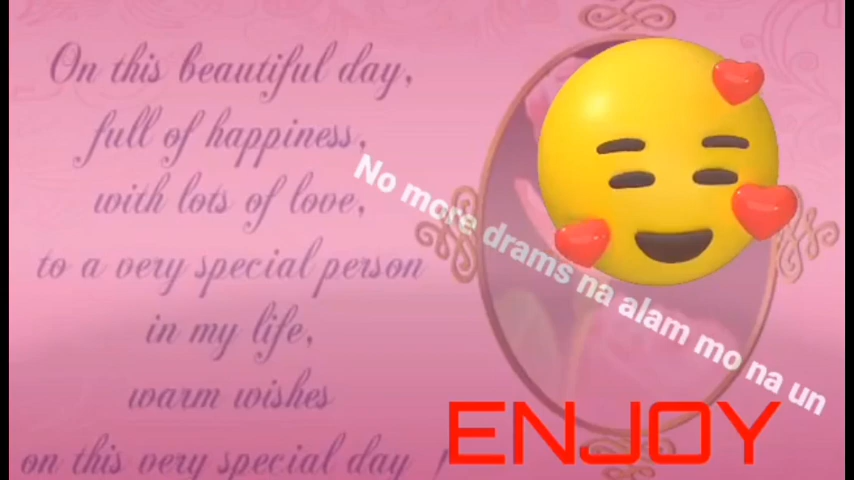 On this beautiful day,
full of happiness,
with lots of love,
to a very special person
in my life,
warm wishes
on this very special day !
No more drams na alam mo na un
ENJOY